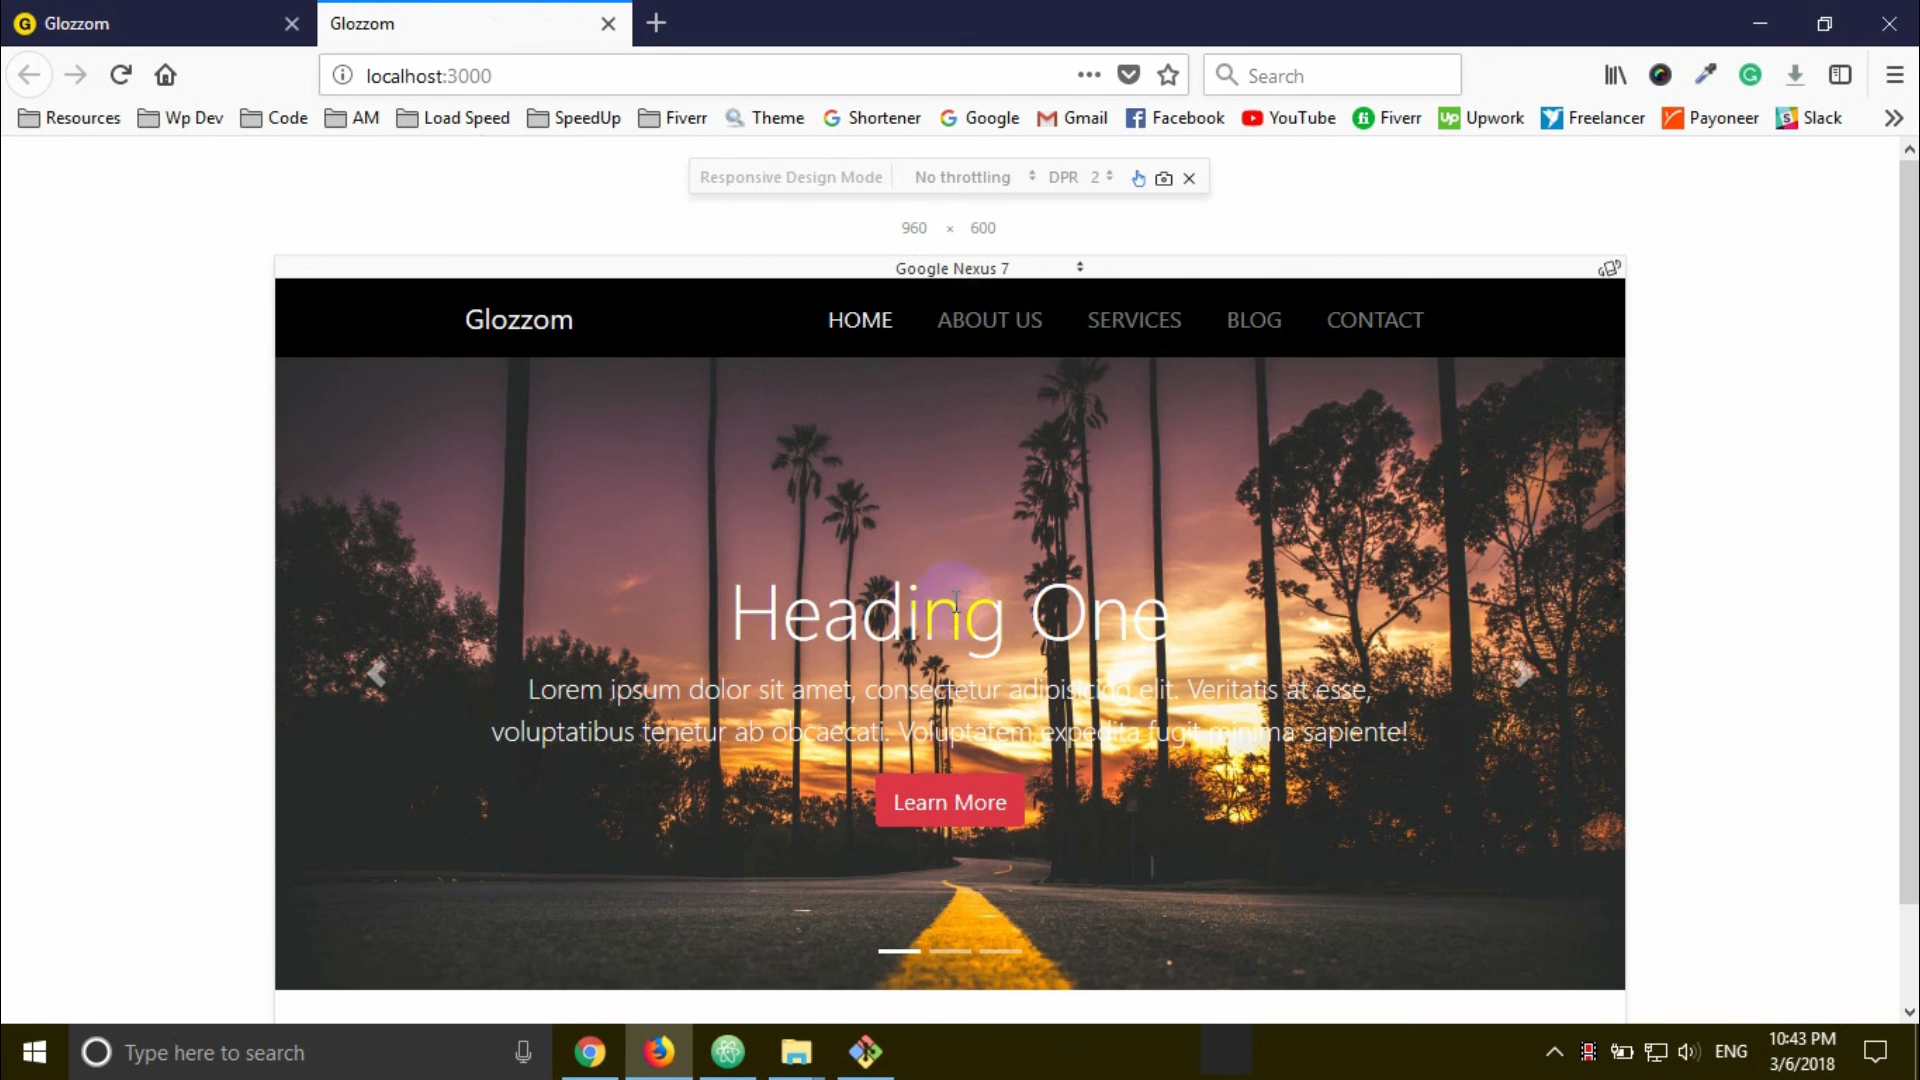 Glozzom
Glozzom
localhost:3000
Search
Resources Wp Dev Code AM Load Speed SpeedUp Fiverr Theme Shortener Google Gmail Facebook YouTube Fiverr Upwork Freelancer Payoneer Slack
Responsive Design Mode No throttling DPR 2
960 × 600
Google Nexus 7
Glozzom HOME ABOUT US SERVICES BLOG CONTACT
Heading One
Lorem ipsum dolor sit amet, consectetur adipisicing elit. Veritatis at esse,
voluptatibus tenetur ab obcaecati. Voluptatem expedita fugit minima sapiente!
Learn More
Type here to search
ENG
10:43 PM
3/6/2018